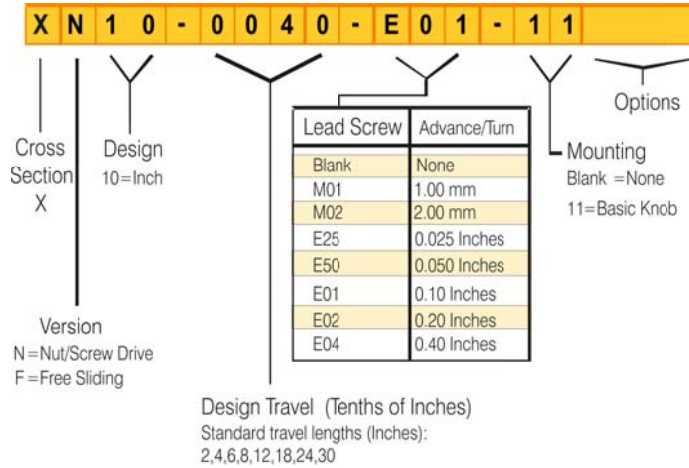 X N 1 0 - 0 0 4 0 - E 0 1 - 1 1
Cross
Section
X
Design
10=Inch
Lead Screw Advance/Turn
Blank None
M01 1.00 mm
M02 2.00 mm
E25 0.025 Inches
E50 0.050 Inches
E01 0.10 Inches
E02 0.20 Inches
E04 0.40 Inches
Options
Mounting
Blank =None
11=Basic Knob
Version
N=Nut/Screw Drive
F=Free Sliding
Design Travel (Tenths of Inches)
Standard travel lengths (Inches):
2,4,6,8,12,18,24,30